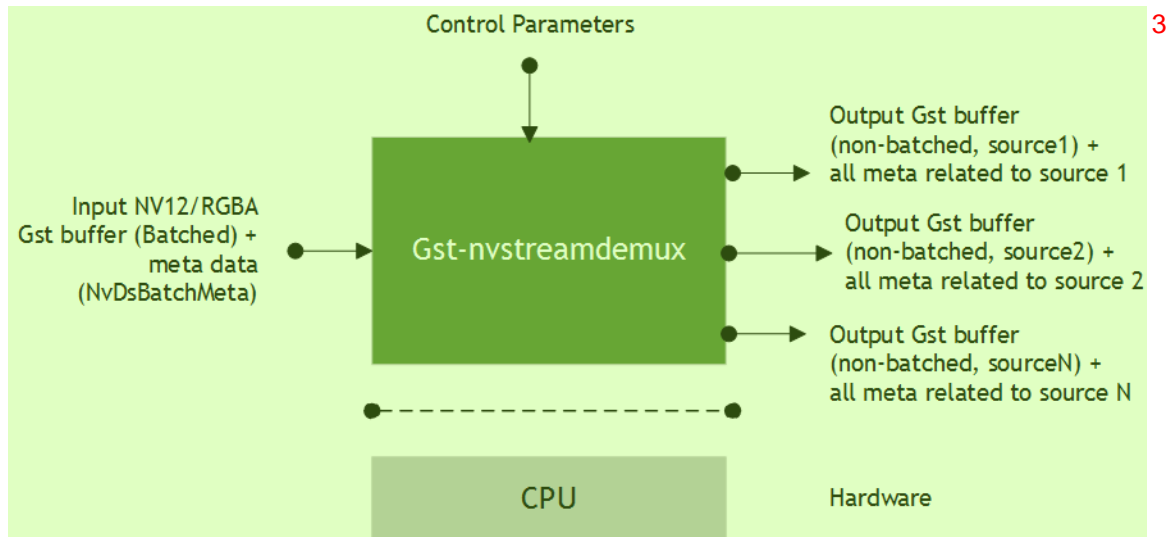 Control Parameters
3
Output Gst buffer
(non-batched, source1) +
all meta related to source 1
Input NV12/RGBA
Gst buffer (Batched) +
meta data
(NvDsBatchMeta)
Gst-nvstreamdemux
Output Gst buffer
(non-batched, source2) +
all meta related to source 2
Output Gst buffer
(non-batched, sourceN) +
all meta related to source N
CPU
Hardware